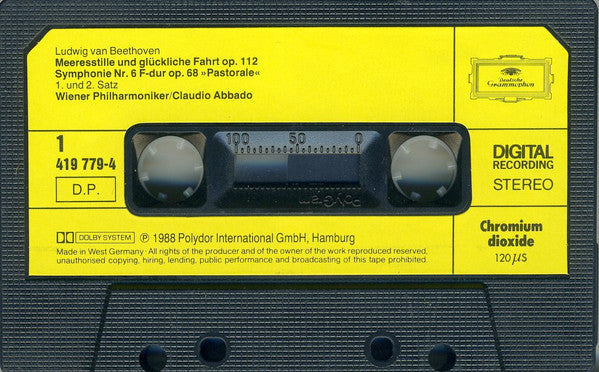 Ludwig van Beethoven
Meeresstille und glückliche Fahrt op. 112
Symphonie Nr. 6 F-dur op. 68 »Pastorale«
1. und 2. Satz
Wiener Philharmoniker/Claudio Abbado
Deutsche
Grammophon
1
419 779-4
D.P.
100 50 0
PolyGram
DIGITAL
RECORDING
STEREO
DOLBY SYSTEM ℗ 1988 Polydor International GmbH, Hamburg
Made in West Germany · All rights of the producer and of the owner of the work reproduced reserved,
unauthorised copying, hiring, lending, public performance and broadcasting of this tape prohibited.
Chromium
dioxide
120 µS